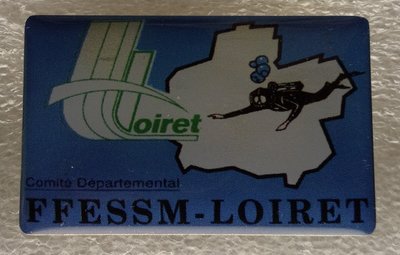 Loiret
Comité Départemental
FFESSM-LOIRET